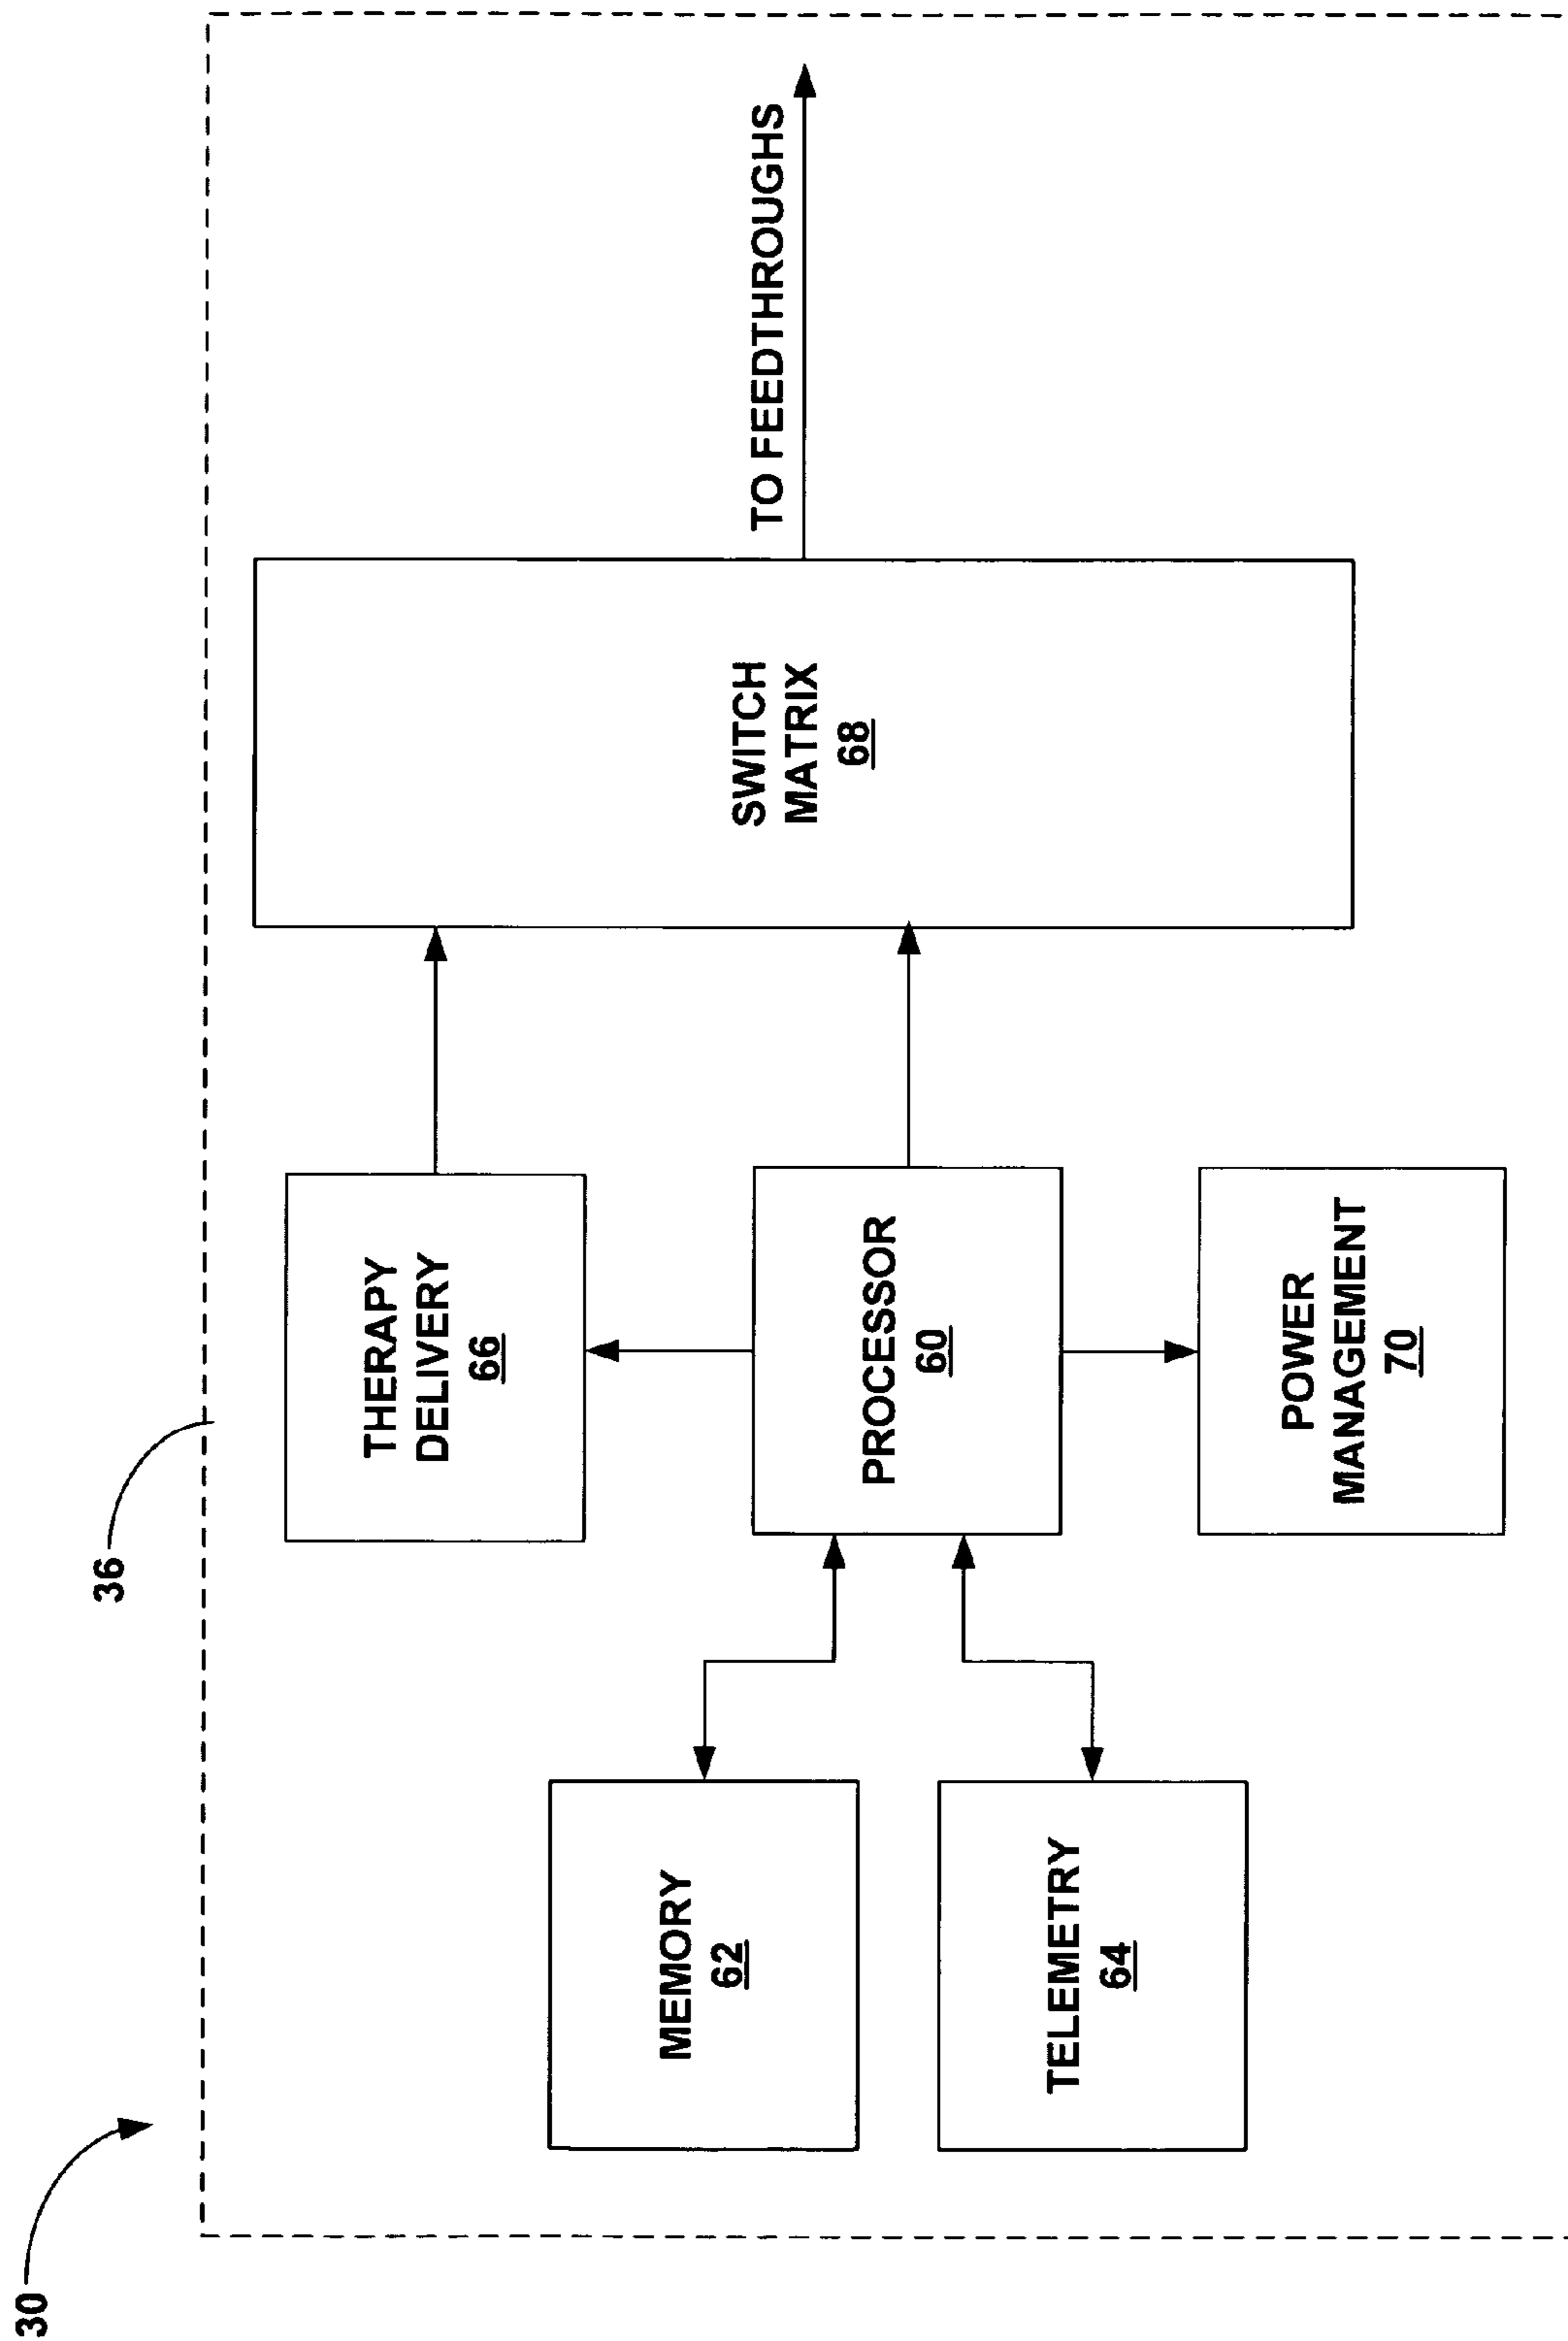 30
36
MEMORY
62
TELEMETRY
64
THERAPY
DELIVERY
66
PROCESSOR
60
POWER
MANAGEMENT
70
SWITCH
MATRIX
68
TO FEEDTHROUGHS